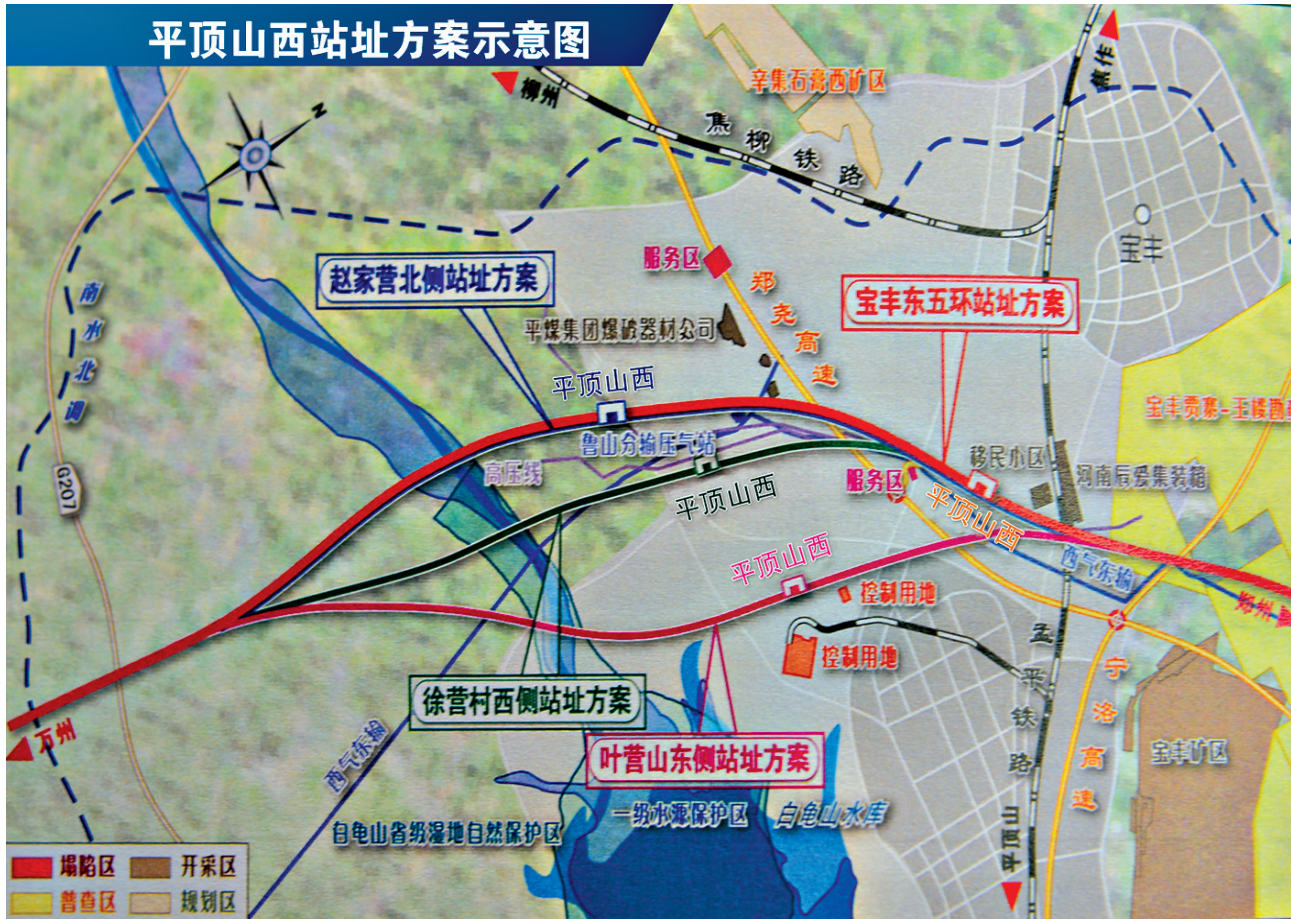 平顶山西站址方案示意图
柳州
焦作
辛集石膏西矿区
焦柳铁路
N
宝丰
服务区
郑尧高速
赵家营北侧站址方案
宝丰东五环站址方案
南水北调
平煤集团爆破器材公司
平顶山西
宝丰贾寨-王楼勘
鲁山分输压气站
高压线
移民小区
河南辰爱集装箱
G207
服务区
平顶山西
平顶山西
平顶山西
西气东输
控制用地
郑州
控制用地
孟平铁路
宁洛高速
徐营村西侧站址方案
万州
西气东输
叶营山东侧站址方案
宝丰矿区
一级水源保护区
白龟山水库
白龟山省级湿地自然保护区
平顶山
塌陷区
开采区
普查区
规划区